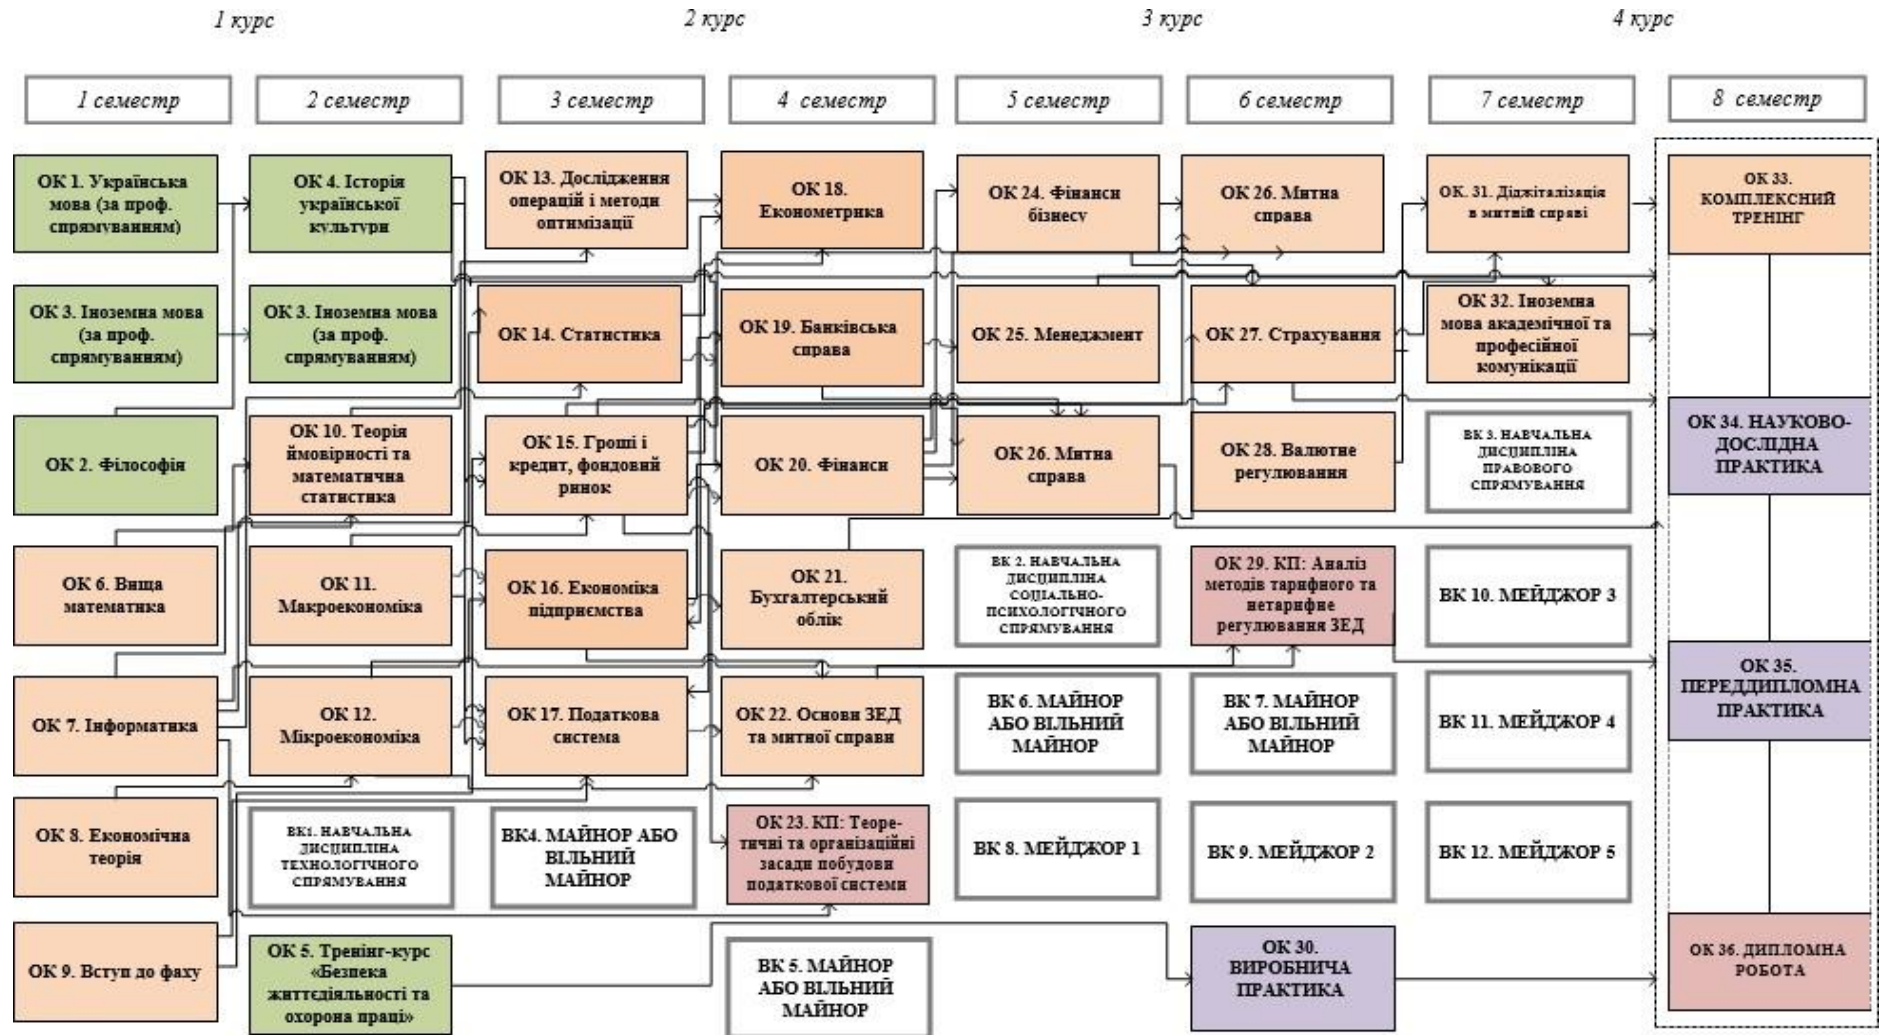 1 курс
2 курс
3 курс
4 курс
1 семестр
2 семестр
3 семестр
4 семестр
5 семестр
6 семестр
7 семестр
8 семестр
ОК 1. Українська
мова (за проф.
спрямуванням)
ОК 3. Іноземна мова
(за проф.
спрямуванням)
ОК 2. Філософія
ОК 6. Вища
математика
ОК 7. Інформатика
ОК 8. Економічна
теорія
ОК 9. Вступ до фаху
ОК 4. Історія
української
культури
ОК 3. Іноземна мова
(за проф.
спрямуванням)
ОК 10. Теорія
ймовірності та
математична
статистика
ОК 11.
Макроекономіка
ОК 12.
Мікроекономіка
ВК1. НАВЧАЛЬНА
ДИСЦИПЛІНА
ТЕХНОЛОГІЧНОГО
СПРЯМУВАННЯ
ОК 5. Тренінг-курс
«Безпека
життєдіяльності та
охорона праці»
ОК 13. Дослідження
операцій і методи
оптимізації
ОК 14. Статистика
ОК 15. Гроші і
кредит, фондовий
ринок
ОК 16. Економіка
підприємства
ОК 17. Податкова
система
ВК4. МАЙНОР АБО
ВІЛЬНИЙ
МАЙНОР
ОК 18.
Економетрика
ОК 19. Банківська
справа
ОК 20. Фінанси
ОК 21.
Бухгалтерський
облік
ОК 22. Основи ЗЕД
та митної справи
ОК 23. КП: Теоре-
тичні та організаційні
засади побудови
податкової системи
ВК 5. МАЙНОР
АБО ВІЛЬНИЙ
МАЙНОР
ОК 24. Фінанси
бізнесу
ОК 25. Менеджмент
ОК 26. Митна
справа
ВК 2. НАВЧАЛЬНА
ДИСЦИПЛІНА
СОЦІАЛЬНО-
ПСИХОЛОГІЧНОГО
СПРЯМУВАННЯ
ВК 6. МАЙНОР
АБО ВІЛЬНИЙ
МАЙНОР
ВК 8. МЕЙДЖОР 1
ОК 26. Митна
справа
ОК 27. Страхування
ОК 28. Валютне
регулювання
ОК 29. КП: Аналіз
методів тарифного та
нетарифне
регулювання ЗЕД
ВК 7. МАЙНОР
АБО ВІЛЬНИЙ
МАЙНОР
ВК 9. МЕЙДЖОР 2
ОК 30.
ВИРОБНИЧА
ПРАКТИКА
ОК. 31. Діджіталізація
в митній справі
ОК 32. Іноземна
мова академічної та
професійної
комунікації
ВК 3. НАВЧАЛЬНА
ДИСЦИПЛІНА
ПРАВОВОГО
СПРЯМУВАННЯ
ВК 10. МЕЙДЖОР 3
ВК 11. МЕЙДЖОР 4
ВК 12. МЕЙДЖОР 5
ОК 33.
КОМПЛЕКСНИЙ
ТРЕНІНГ
ОК 34. НАУКОВО-
ДОСЛІДНА
ПРАКТИКА
ОК 35.
ПЕРЕДДИПЛОМНА
ПРАКТИКА
ОК 36. ДИПЛОМНА
РОБОТА